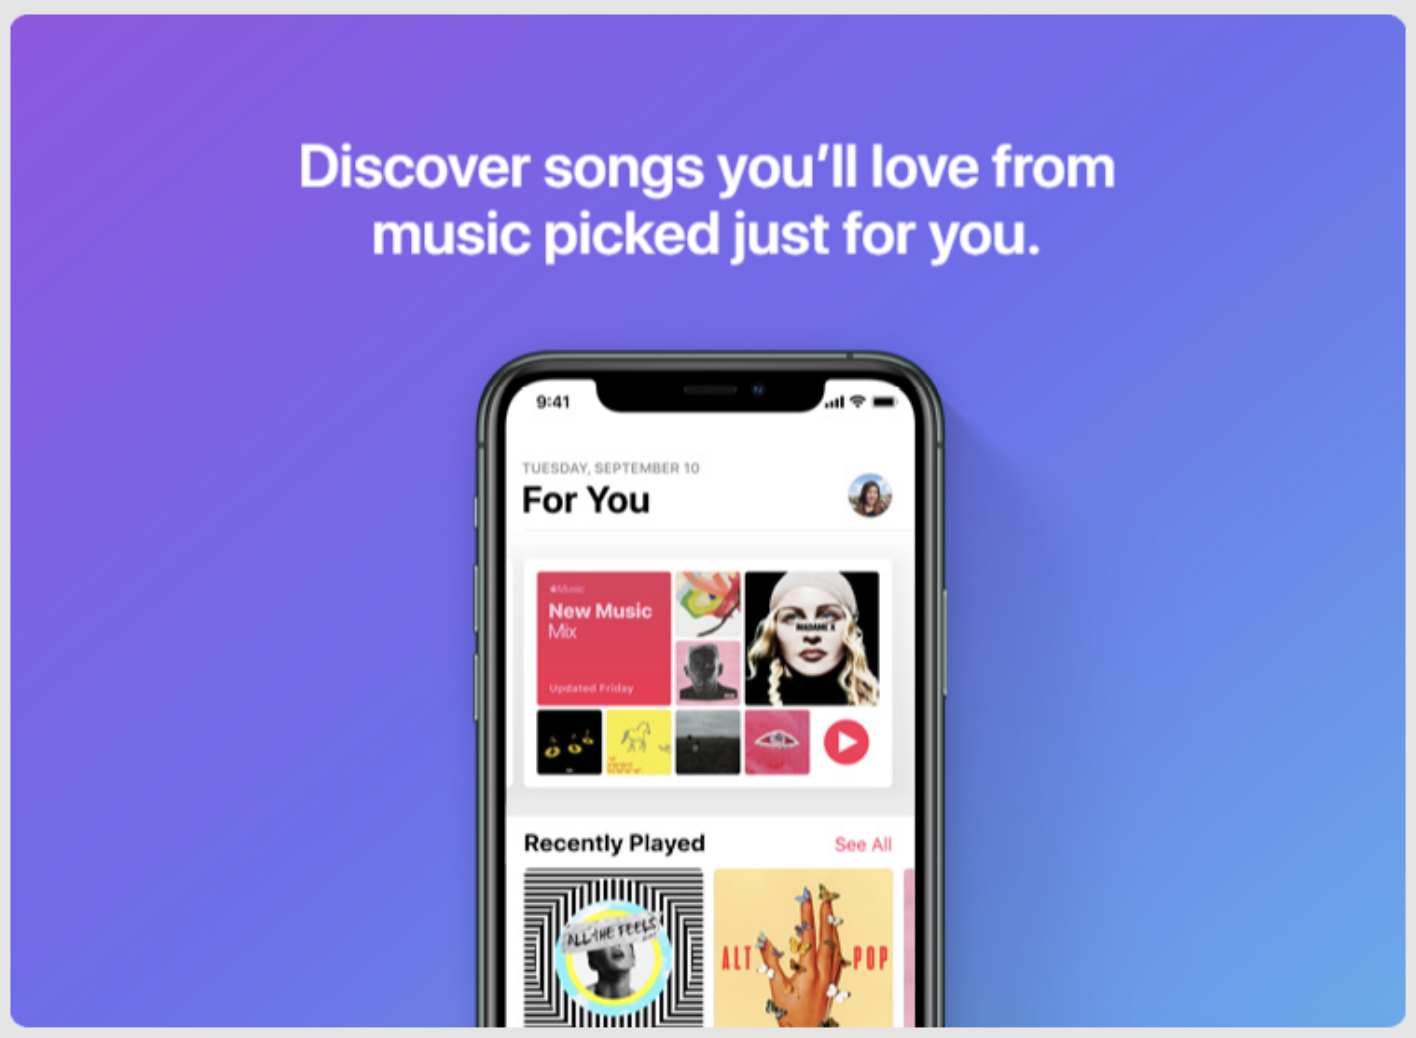 Discover songs you’ll love from
music picked just for you.
9:41
TUESDAY, SEPTEMBER 10
For You
Music
New Music
Mix
Updated Friday
MADAME X
Recently Played
See All
ALL THE FEELS
ALT POP